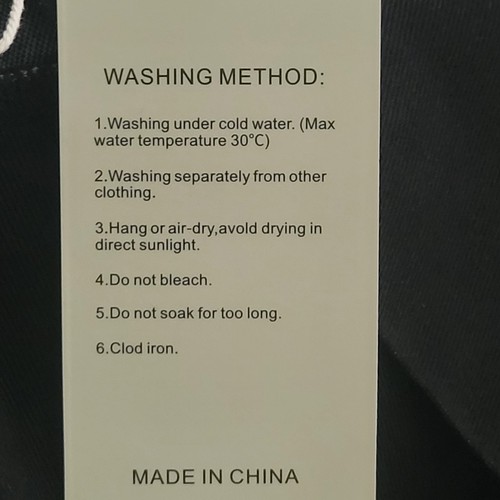 WASHING METHOD:
1.Washing under cold water. (Max
water temperature 30℃)
2.Washing separately from other
clothing.
3.Hang or air-dry,avold drying in
direct sunlight.
4.Do not bleach.
5.Do not soak for too long.
6.Clod iron.
MADE IN CHINA